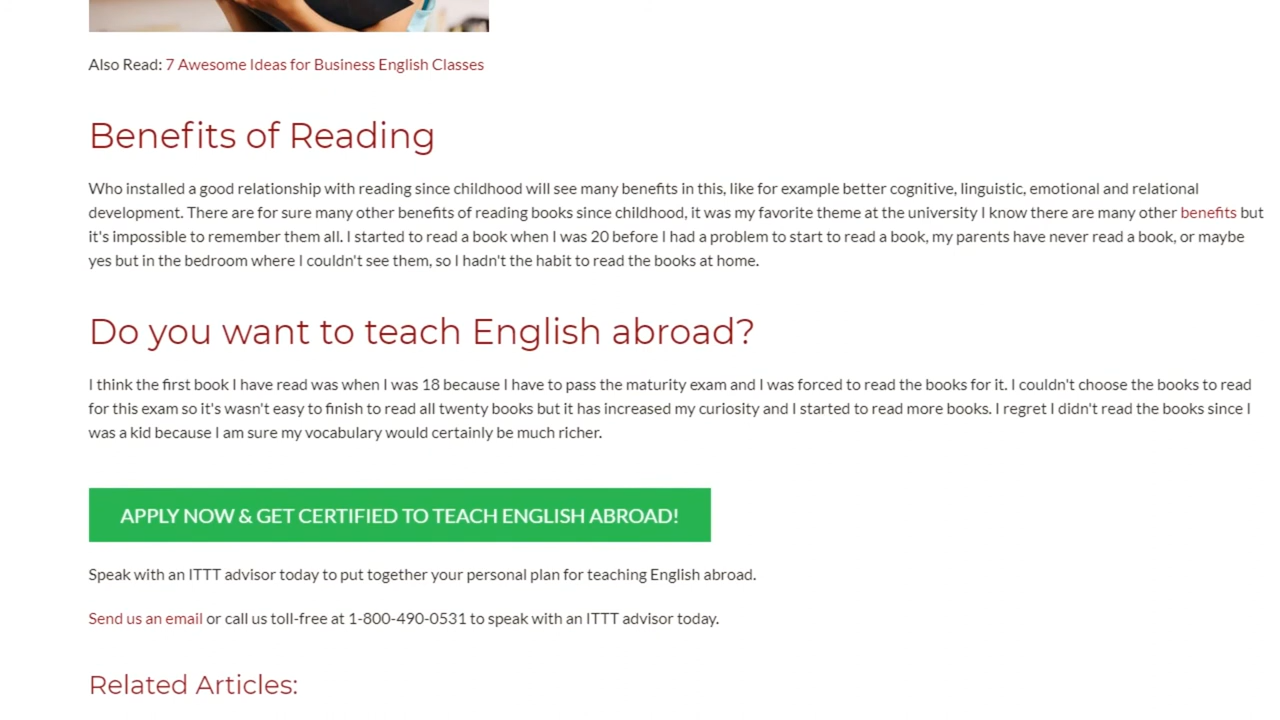 Also Read: 7 Awesome Ideas for Business English Classes
Benefits of Reading
Who installed a good relationship with reading since childhood will see many benefits in this, like for example better cognitive, linguistic, emotional and relational
development. There are for sure many other benefits of reading books since childhood, it was my favorite theme at the university I know there are many other benefits but
it's impossible to remember them all. I started to read a book when I was 20 before I had a problem to start to read a book, my parents have never read a book, or maybe
yes but in the bedroom where I couldn't see them, so I hadn't the habit to read the books at home.
Do you want to teach English abroad?
I think the first book I have read was when I was 18 because I have to pass the maturity exam and I was forced to read the books for it. I couldn't choose the books to read
for this exam so it's wasn't easy to finish to read all twenty books but it has increased my curiosity and I started to read more books. I regret I didn't read the books since I
was a kid because I am sure my vocabulary would certainly be much richer.
APPLY NOW & GET CERTIFIED TO TEACH ENGLISH ABROAD!
Speak with an ITTT advisor today to put together your personal plan for teaching English abroad.
Send us an email or call us toll-free at 1-800-490-0531 to speak with an ITTT advisor today.
Related Articles: